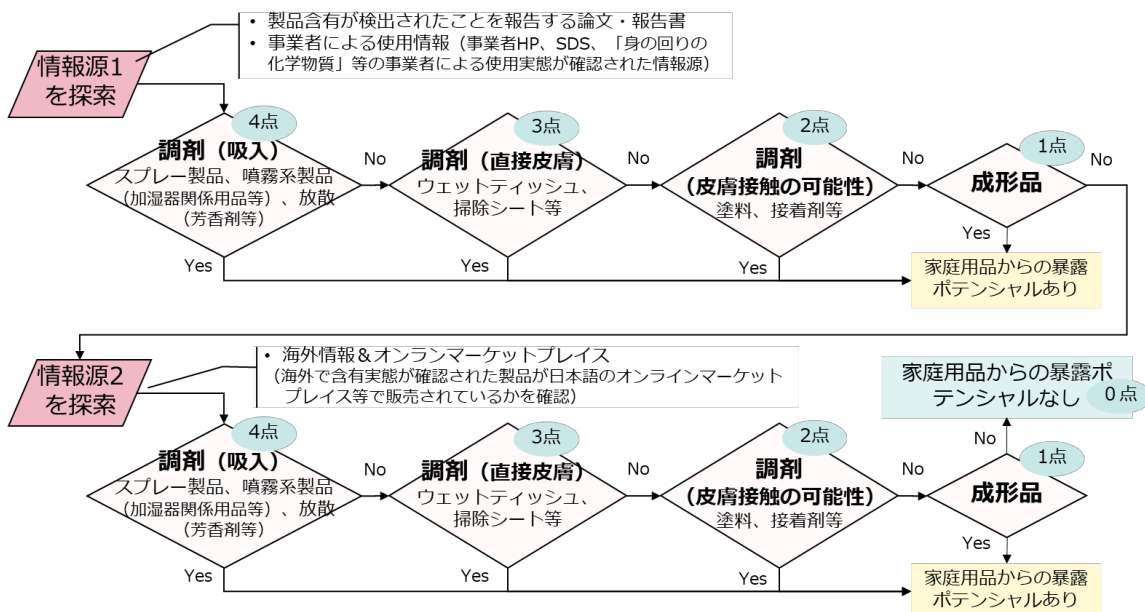 • 製品含有が検出されたことを報告する論文・報告書
• 事業者による使用情報（事業者HP、SDS、「身の回りの
化学物質」等の事業者による使用実態が確認された情報源）
情報源1
を探索
4点
調剤（吸入）
スプレー製品、噴霧系製品
（加湿器関係用品等）、放散
（芳香剤等）
No
Yes
3点
調剤（直接皮膚）
ウェットティッシュ、
掃除シート等
No
Yes
2点
調剤
（皮膚接触の可能性）
塗料、接着剤等
No
Yes
1点
成形品
No
Yes
家庭用品からの暴露
ポテンシャルあり
情報源2
を探索
• 海外情報＆オンランマーケットプレイス
（海外で含有実態が確認された製品が日本語のオンラインマーケット
プレイス等で販売されているかを確認）
4点
調剤（吸入）
スプレー製品、噴霧系製品
（加湿器関係用品等）、放散
（芳香剤等）
No
Yes
3点
調剤（直接皮膚）
ウェットティッシュ、
掃除シート等
No
Yes
2点
調剤
（皮膚接触の可能性）
塗料、接着剤等
No
Yes
家庭用品からの暴露ポ
テンシャルなし 0点
No
1点
成形品
Yes
家庭用品からの暴露
ポテンシャルあり